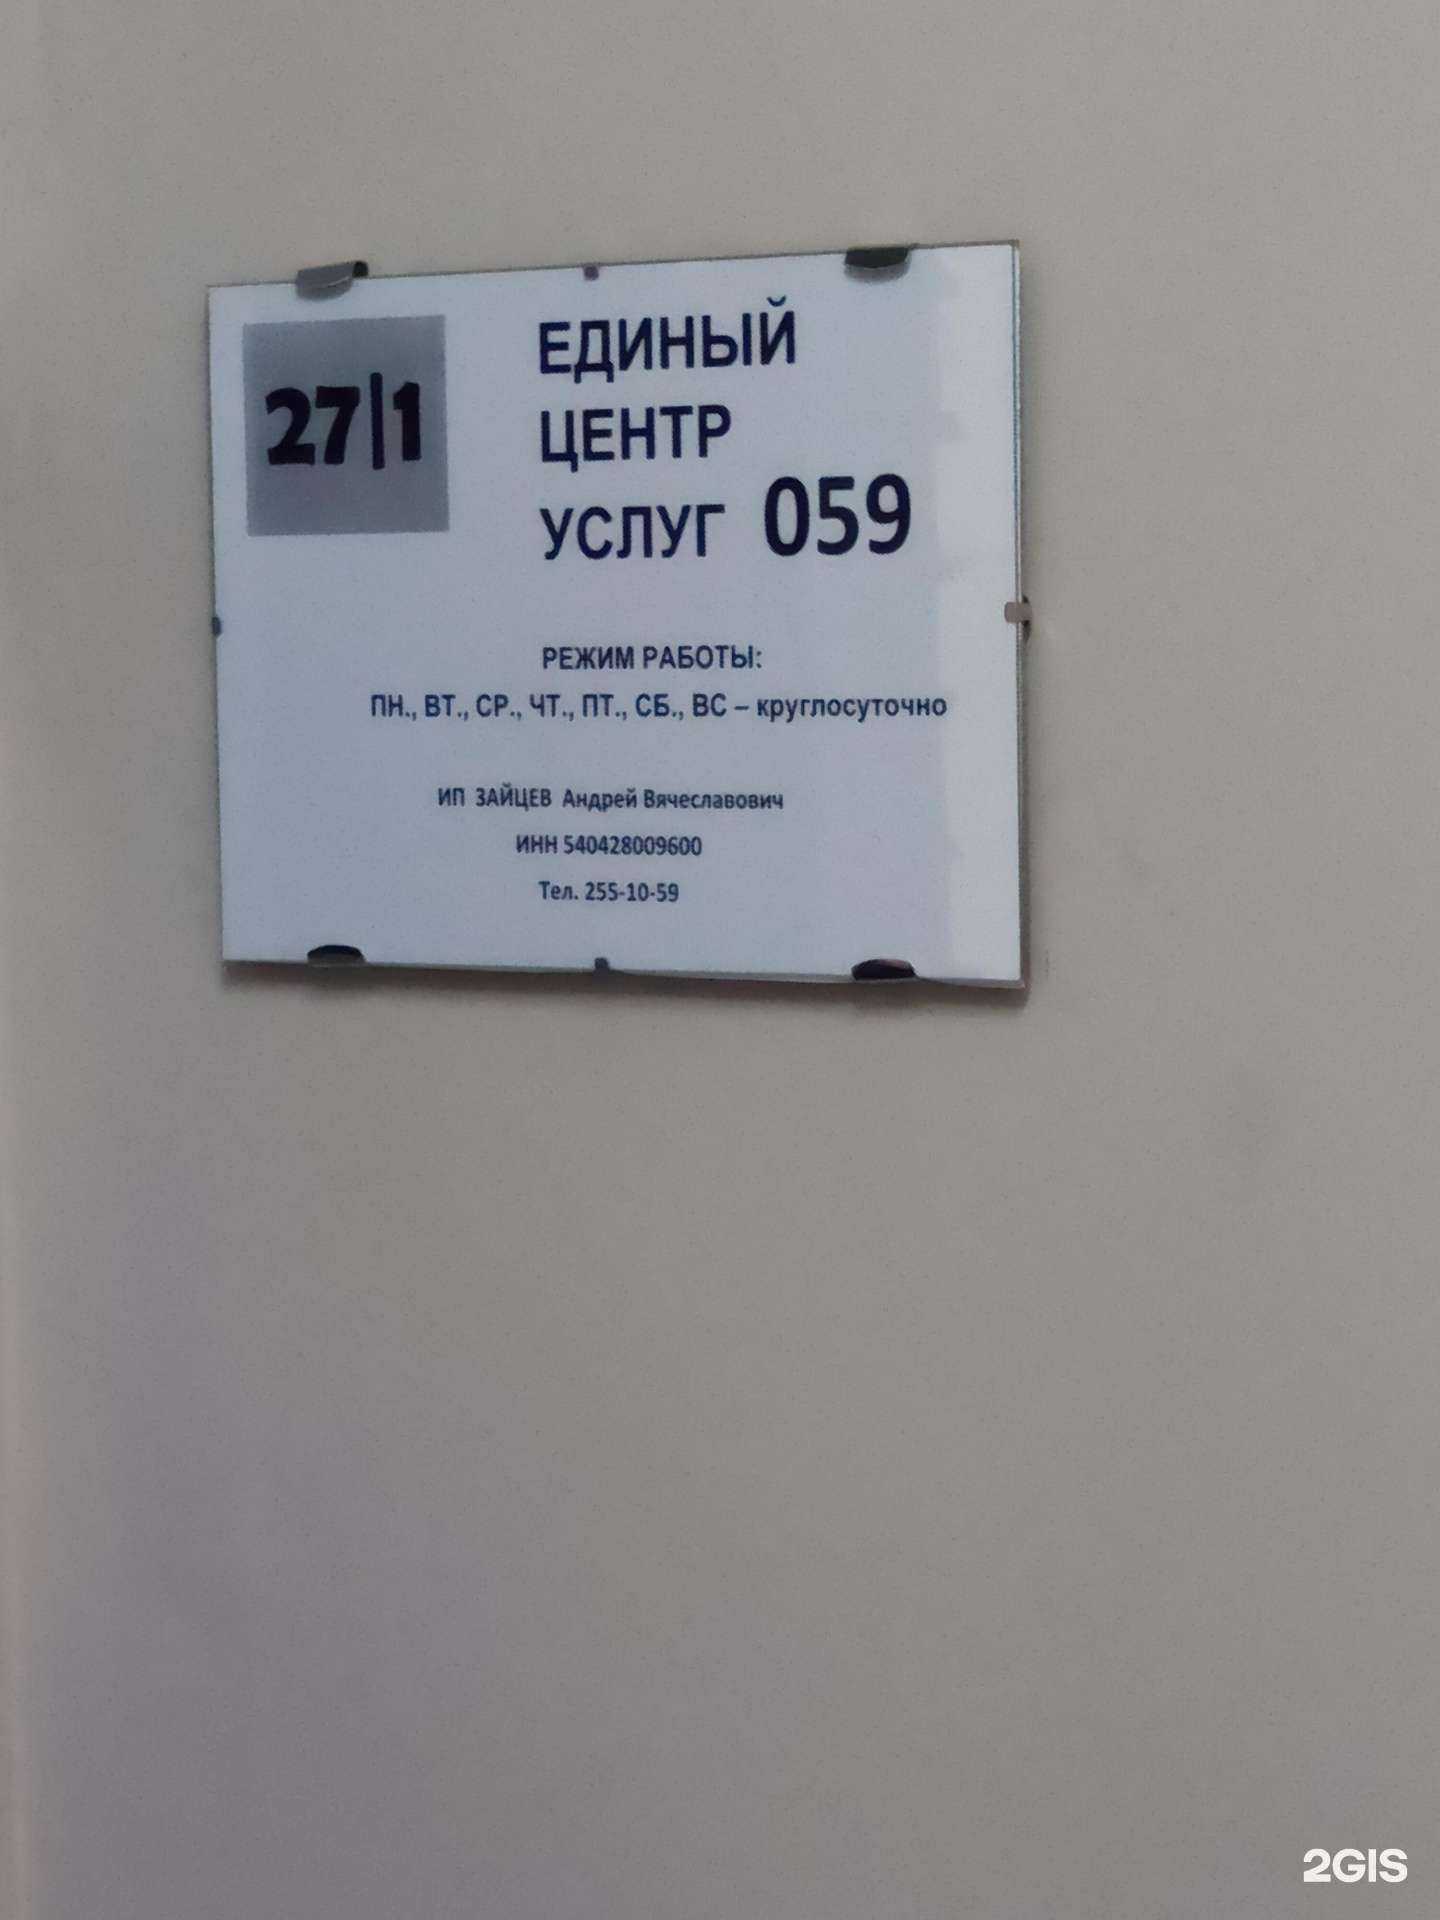 27|1
ЕДИНЫЙ
ЦЕНТР
УСЛУГ 059
РЕЖИМ РАБОТЫ:
ПН., ВТ., СР., ЧТ., ПТ., СБ., ВС – круглосуточно
ИП ЗАЙЦЕВ Андрей Вячеславович
ИНН 540428009600
Тел. 255-10-59
2GIS